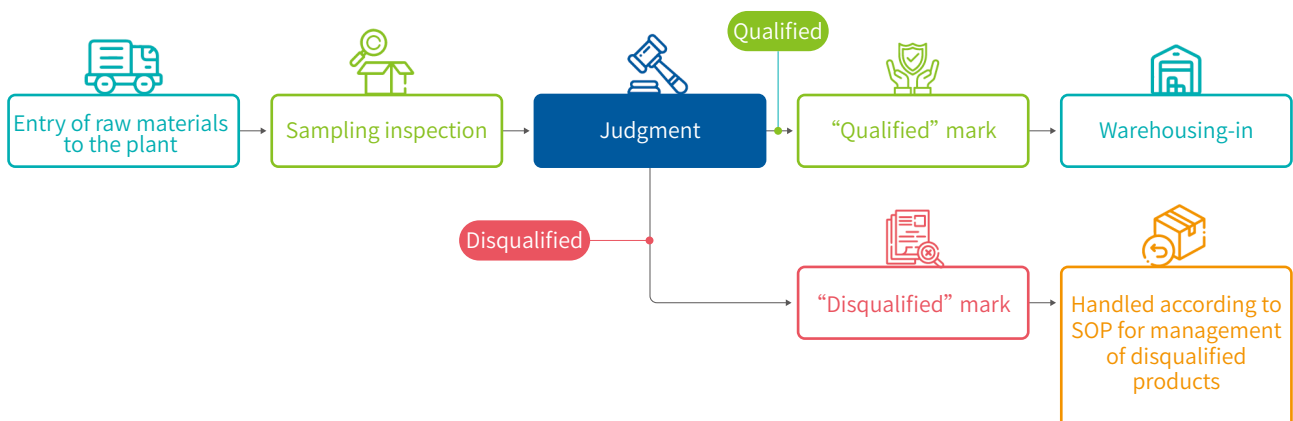 Qualified
Entry of raw materials
to the plant
Sampling inspection
Judgment
“Qualified” mark
Warehousing-in
Disqualified
“Disqualified” mark
Handled according to
SOP for management
of disqualified
products